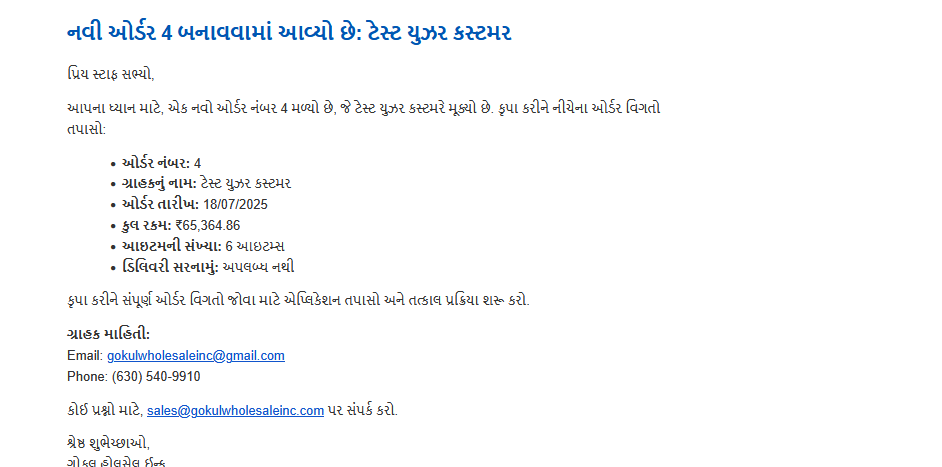 નવી ઓર્ડર 4 બનાવવામાં આવ્યો છે: ટેસ્ટ યુઝર કસ્ટમર
પ્રિય સ્ટાફ સભ્યો,
આપના ધ્યાન માટે, એક નવો ઓર્ડર નંબર 4 મળ્યો છે, જે ટેસ્ટ યુઝર કસ્ટમરે મૂક્યો છે. કૃપા કરીને નીચેના ઓર્ડર વિગતો
તપાસો:
• ઓર્ડર નંબર: 4
• ગ્રાહકનું નામ: ટેસ્ટ યુઝર કસ્ટમર
• ઓર્ડર તારીખ: 18/07/2025
• કુલ રકમ: ₹65,364.86
• આઇટમની સંખ્યા: 6 આઇટમ્સ
• ડિલિવરી સરનામું: અપલબ્ધ નથી
કૃપા કરીને સંપૂર્ણ ઓર્ડર વિગતો જોવા માટે એપ્લિકેશન તપાસો અને તત્કાલ પ્રક્રિયા શરૂ કરો.
ગ્રાહક માહિતી:
Email: gokulwholesaleinc@gmail.com
Phone: (630) 540-9910
કોઈ પ્રશ્નો માટે, sales@gokulwholesaleinc.com પર સંપર્ક કરો.
શ્રેષ્ઠ શુભેચ્છાઓ,
ગોકુલ હોલસેલ ઈન્ક